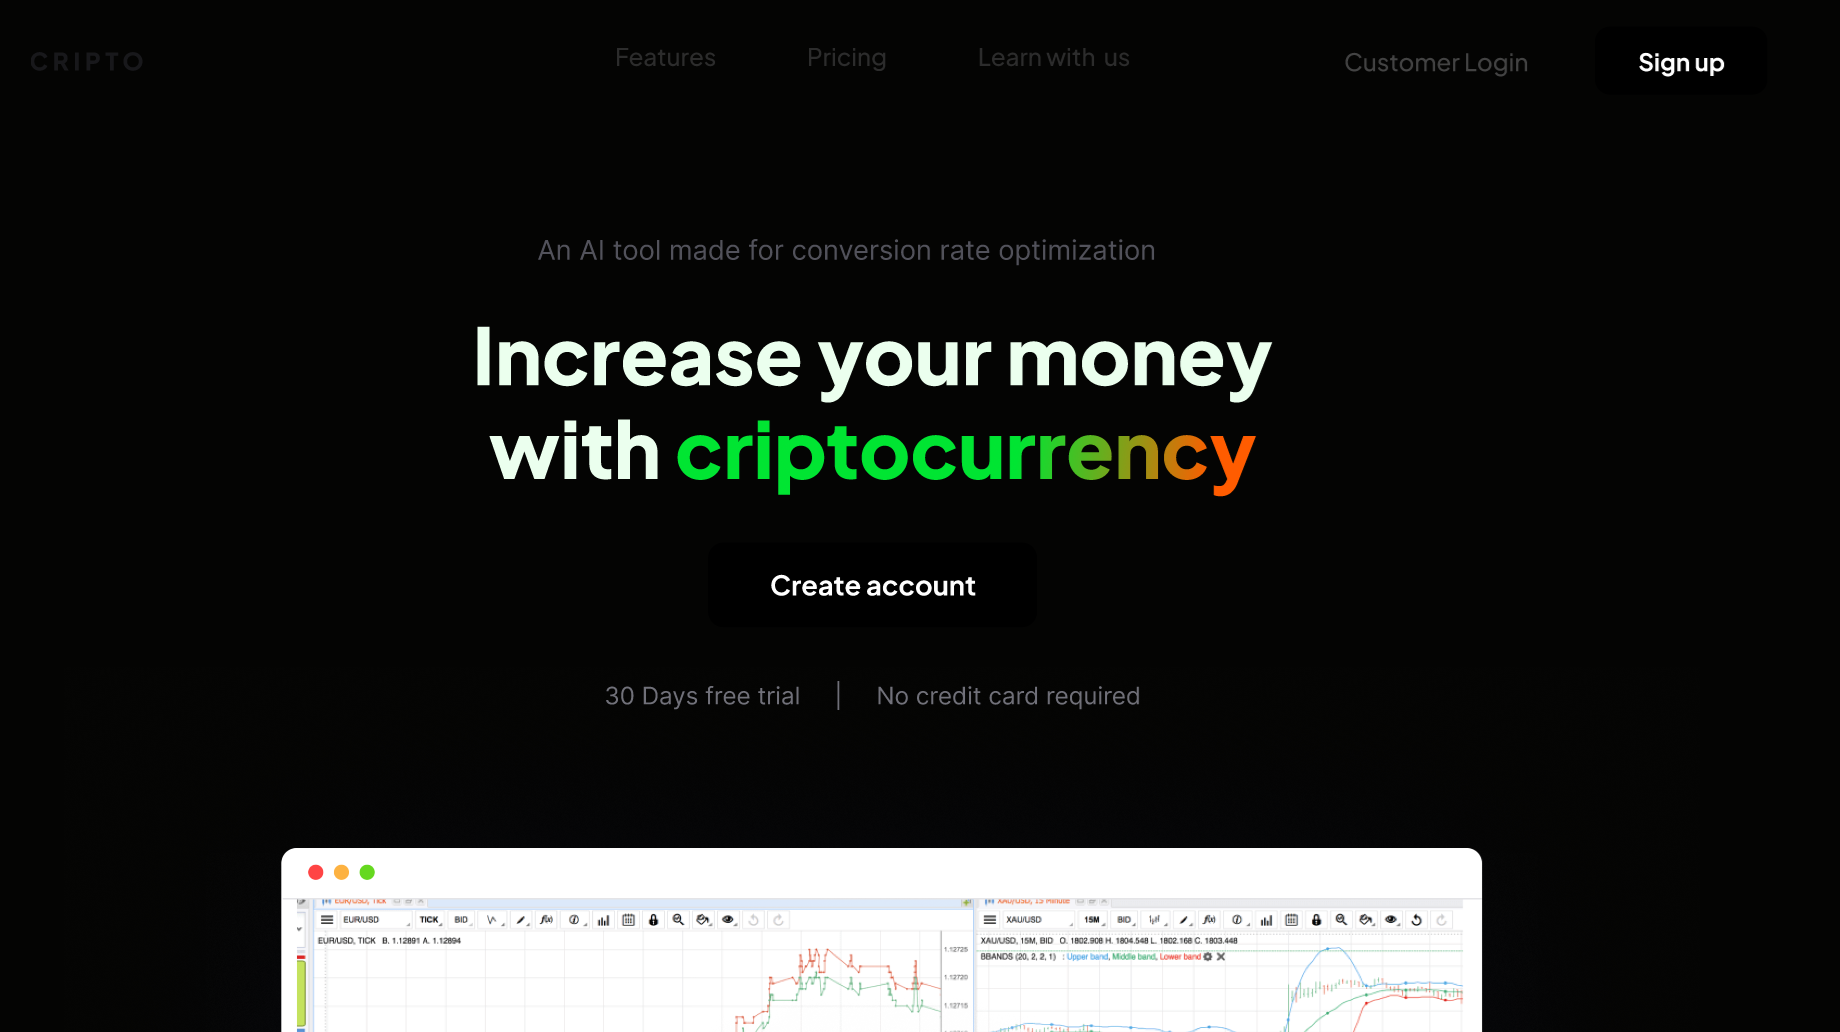 CRIPTO
Features
Pricing
Learn with us
Customer Login
Sign up
An AI tool made for conversion rate optimization
Increase your money
with criptocurrency
Create account
30 Days free trial | No credit card required
EUR/USD, Tick
XAU/USD, 15-Minute
EUR/USD
TICK
BID
f(x)
XAU/USD
15M
BID
f(x)
EUR/USD, TICK B. 1.12891 A. 1.12894
XAU/USD, 15M, BID O. 1802.908 H. 1804.548 L. 1802.168 C. 1803.448
BBANDS (20, 2, 2, 1) : Upper band, Middle band, Lower band
1.12725
1.12720
1.12715